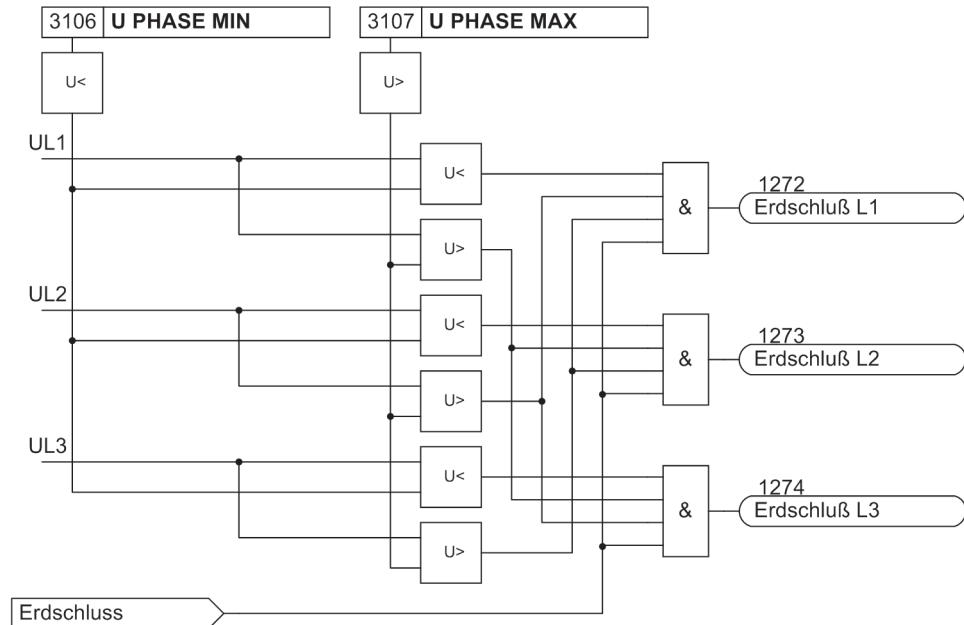 3106 U PHASE MIN
3107 U PHASE MAX
U<
U>
UL1
U<
1272
&
Erdschluß L1
U>
UL2
U<
1273
&
Erdschluß L2
U>
UL3
U<
1274
&
Erdschluß L3
U>
Erdschluss